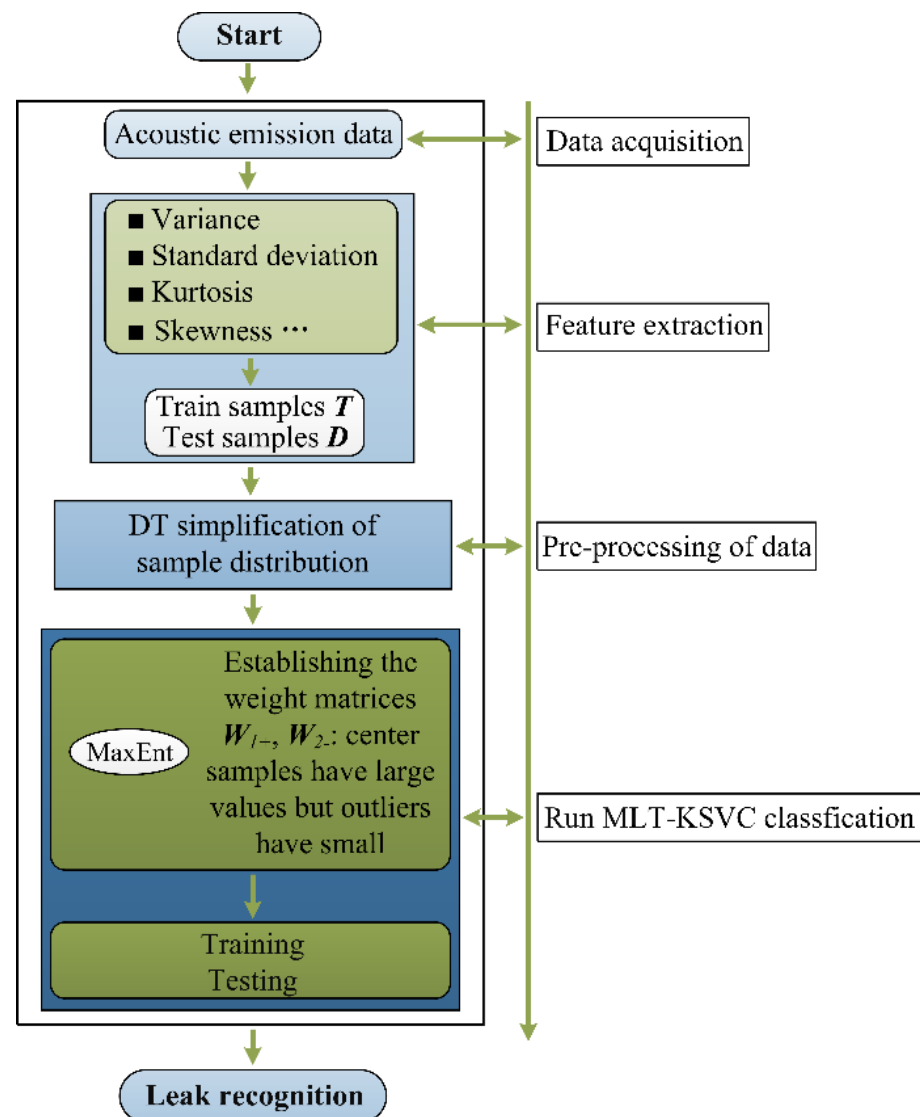 Start
Acoustic emission data
Data acquisition
■ Variance
■ Standard deviation
■ Kurtosis
■ Skewness ···
Feature extraction
Train samples T
Test samples D
DT simplification of
sample distribution
Pre-processing of data
Establishing the
weight matrices
W1-, W2-: center
samples have large
values but outliers
have small
MaxEnt
Run MLT-KSVC classfication
Training
Testing
Leak recognition